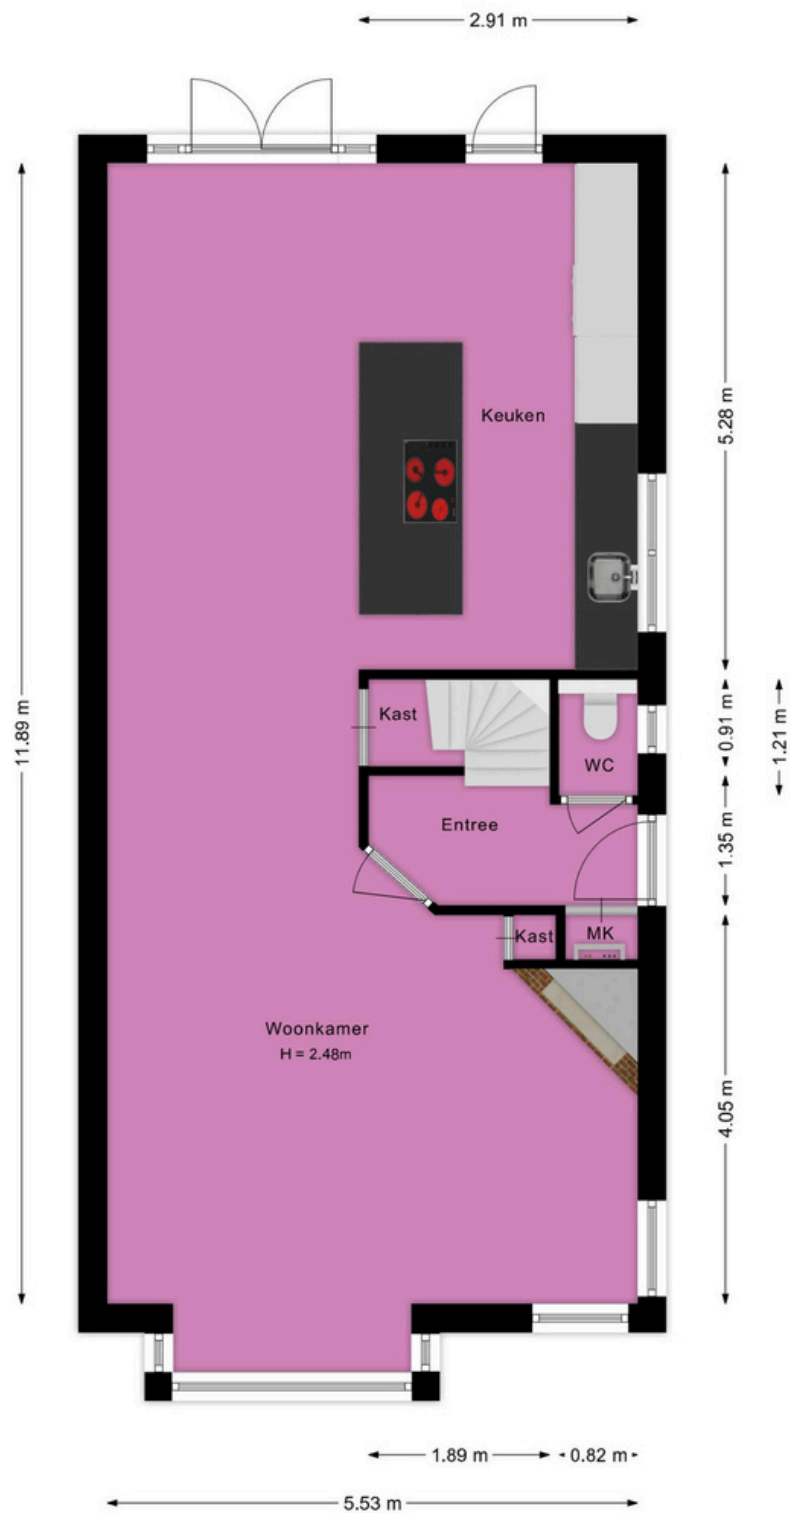 2.91 m
Keuken
5.28 m
11.89 m
Kast
0.91 m
1.21 m
WC
Entree
1.35 m
Kast
MK
Woonkamer
H = 2.48m
4.05 m
1.89 m
0.82 m
5.53 m